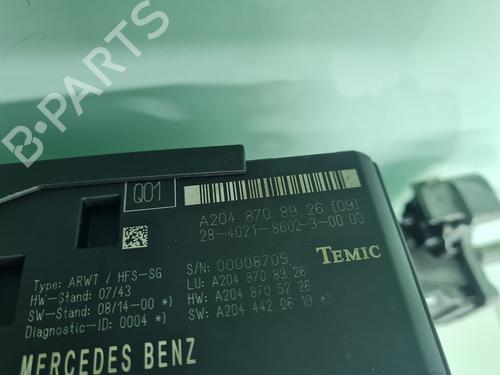 B-PARTS
Q01
A204 870 89 26 [09]
28-4021-8602-3-00 00
Type: ARWT / HFS-SG
HW-Stand: 07/43
SW-Stand: 08/14-00 *)
Diagnostic-ID: 0004 *)
S/N: 00008705
LU: A204 870 89 26
HW: A204 870 52 26
SW: A204 442 06 19 *)
TEMIC
MERCEDES BENZ